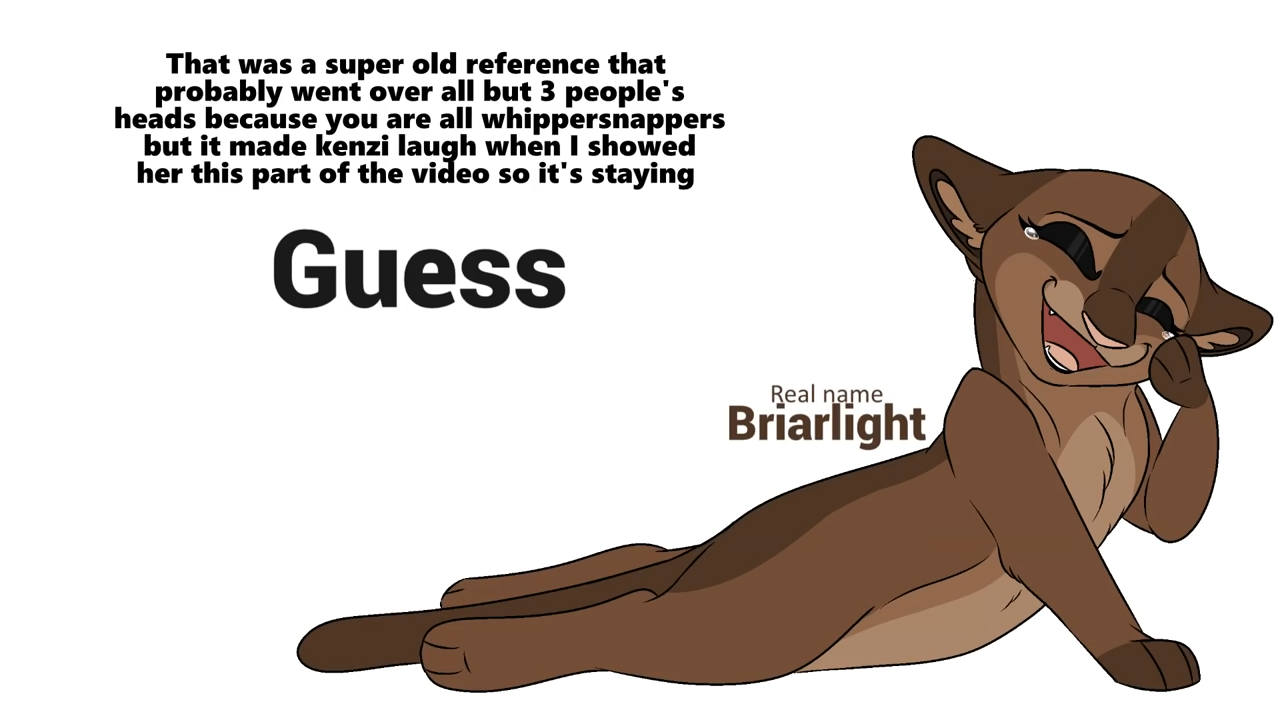 That was a super old reference that
probably went over all but 3 people's
heads because you are all whippersnappers
but it made kenzi laugh when I showed
her this part of the video so it's staying
Guess
Real name
Briarlight